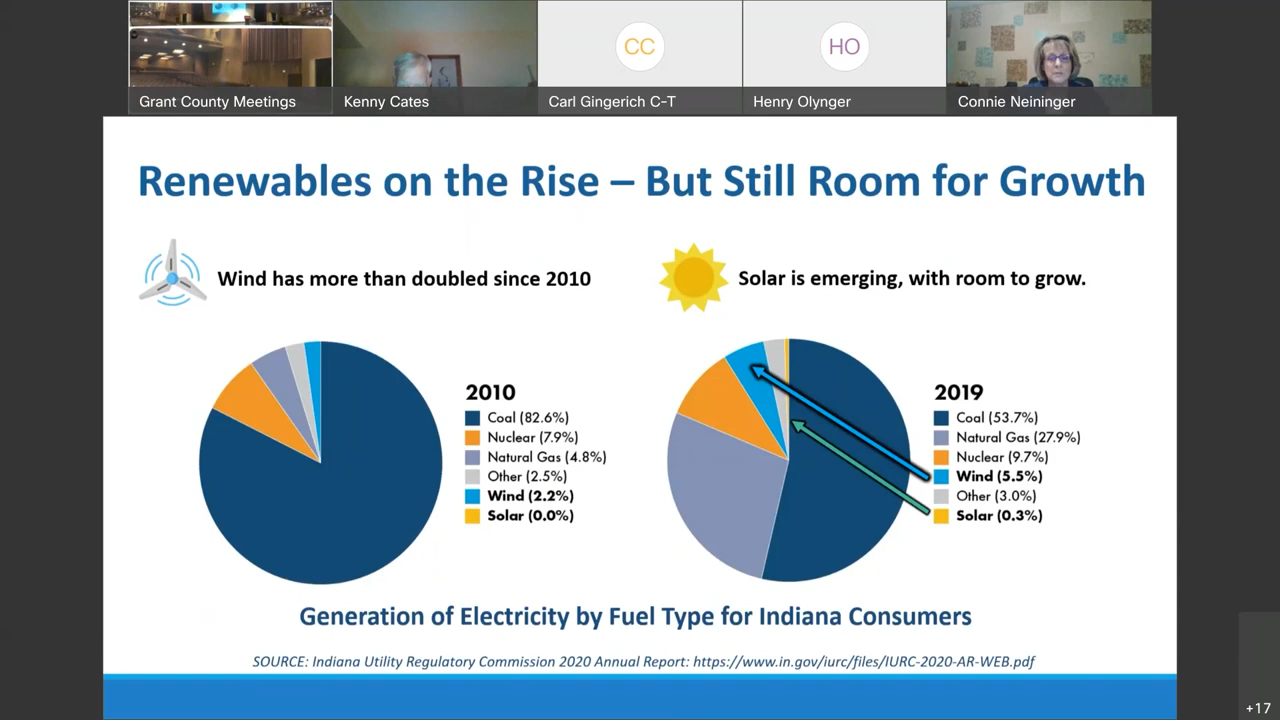 CC
HO
Grant County Meetings
Kenny Cates
Carl Gingerich C-T
Henry Olynger
Connie Neininger
Renewables on the Rise – But Still Room for Growth
Wind has more than doubled since 2010
Solar is emerging, with room to grow.
2010
Coal (82.6%)
Nuclear (7.9%)
Natural Gas (4.8%)
Other (2.5%)
Wind (2.2%)
Solar (0.0%)
2019
Coal (53.7%)
Natural Gas (27.9%)
Nuclear (9.7%)
Wind (5.5%)
Other (3.0%)
Solar (0.3%)
Generation of Electricity by Fuel Type for Indiana Consumers
SOURCE: Indiana Utility Regulatory Commission 2020 Annual Report: https://www.in.gov/iurc/files/IURC-2020-AR-WEB.pdf
+17